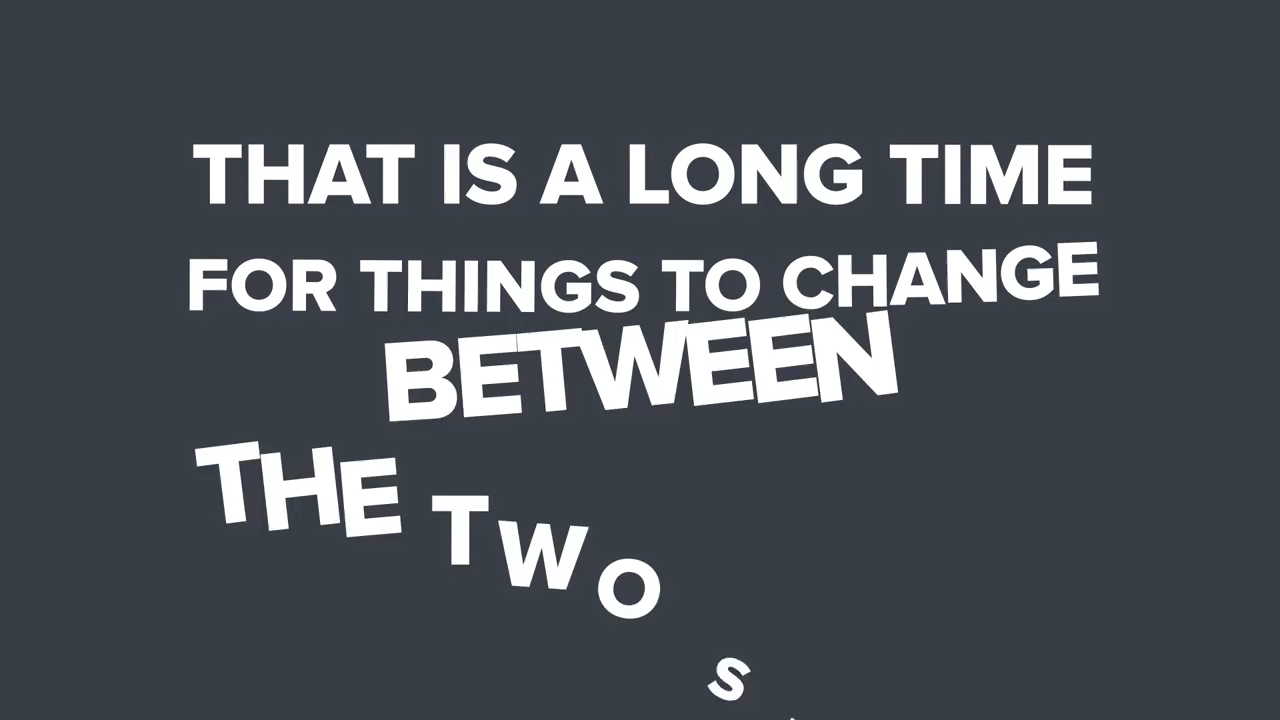 THAT IS A LONG TIME
FOR THINGS TO CHANGE
BETWEEN
THE TWO
S